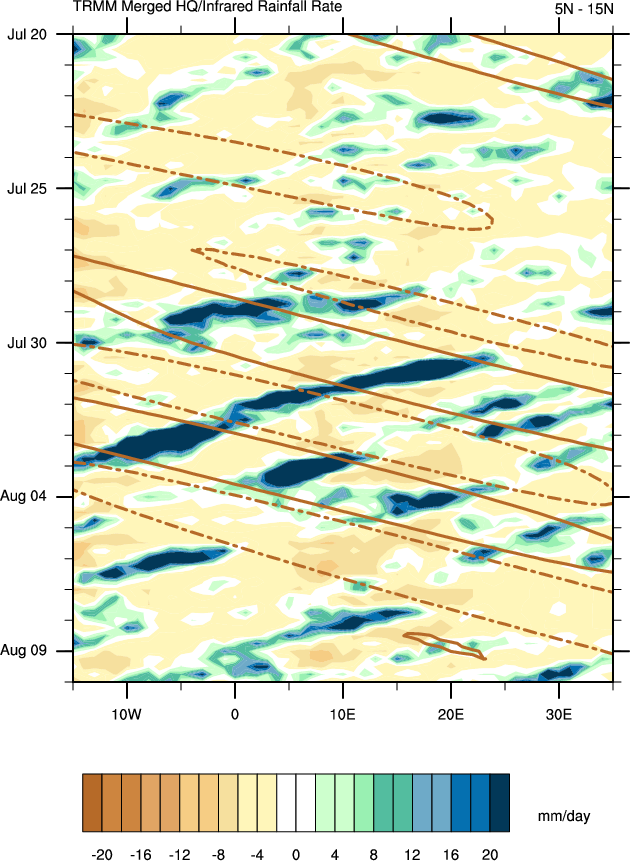 TRMM Merged HQ/Infrared Rainfall Rate 5N - 15N
Jul 20
Jul 25
Jul 30
Aug 04
Aug 09
10W 0 10E 20E 30E
mm/day
-20 -16 -12 -8 -4 0 4 8 12 16 20